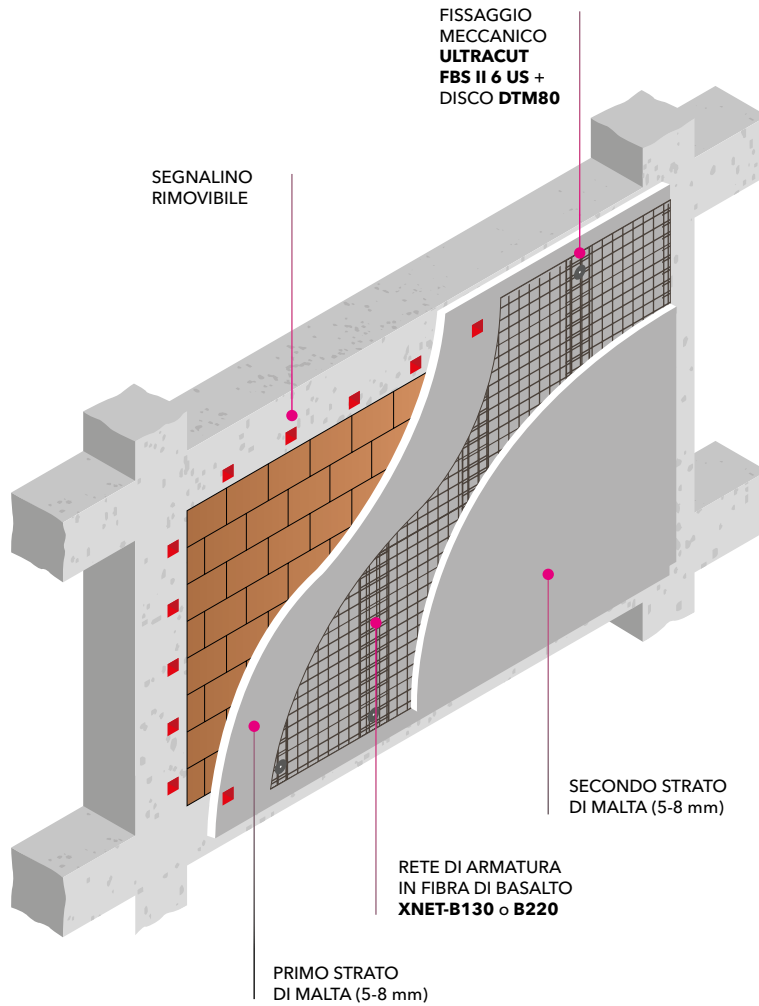 FISSAGGIO
MECCANICO
ULTRACUT
FBS II 6 US +
DISCO DTM80
SEGNALINO
RIMOVIBILE
SECONDO STRATO
DI MALTA (5-8 mm)
RETE DI ARMATURA
IN FIBRA DI BASALTO
XNET-B130 o B220
PRIMO STRATO
DI MALTA (5-8 mm)